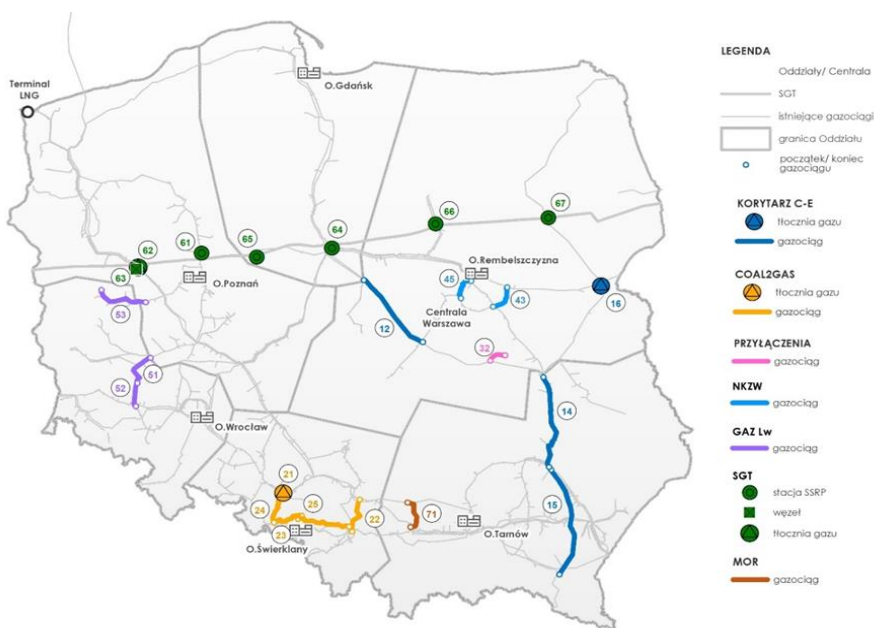 Terminal
LNG
O.Gdańsk
67
66
64
62
61
65
63
O.Poznań
O.Rembelszczyzna
45
43
53
Centrala
Warszawa
16
12
32
51
52
14
O.Wrocław
21
24
25
23
22
71
15
O.Świerklany
O.Tarnów
LEGENDA
Oddziały/ Centrala
SGT
istniejące gazociągi
granica Oddziału
początek/ koniec
gazociągu
KORYTARZ C-E
tłocznia gazu
gazociąg
COAL2GAS
tłocznia gazu
gazociąg
PRZYŁĄCZENIA
gazociąg
NKZW
gazociąg
GAZ Lw
gazociąg
SGT
stacja SSRP
węzeł
tłocznia gazu
MOR
gazociąg